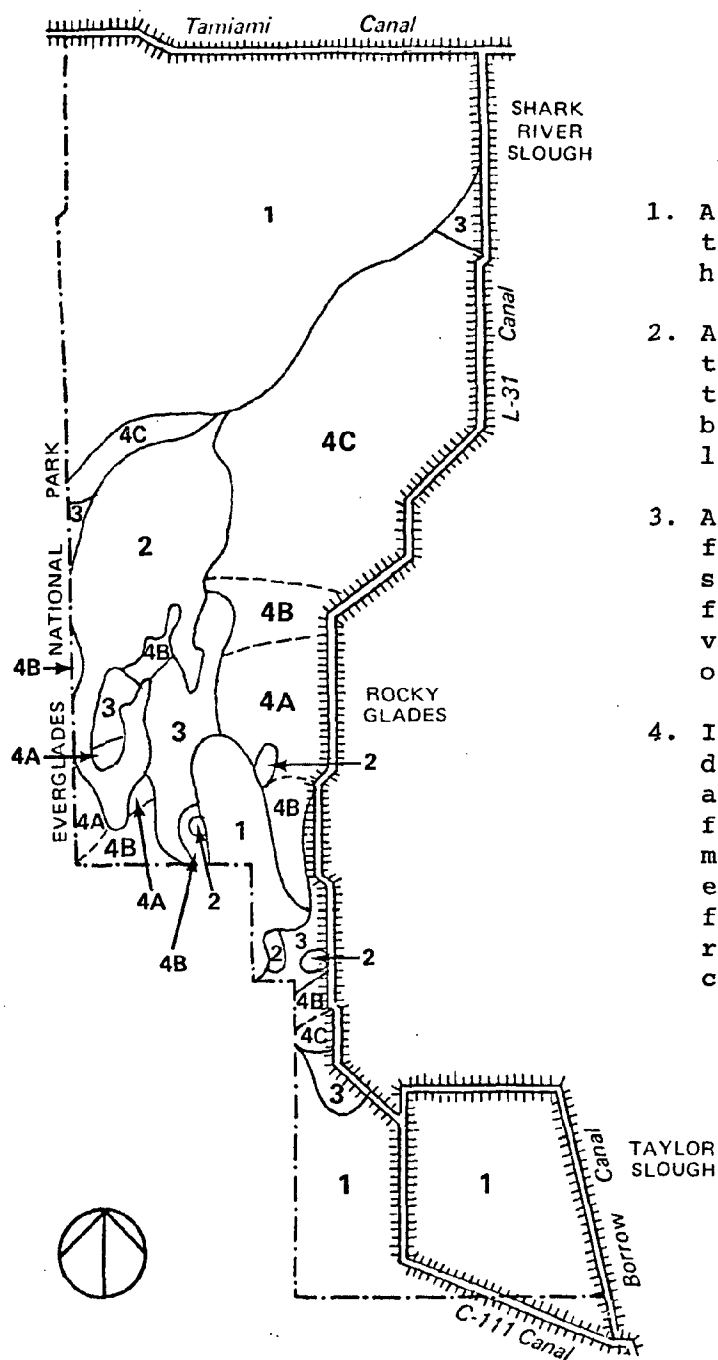 Tamiami Canal
SHARK
RIVER
SLOUGH
1
3
L-31 Canal
4C
4C
3
2
4B
4B
4B
3
3
4A
ROCKY
GLADES
4A
2
4B
4A
1
4B
4A
2
4B
3
2
2
4B
4C
3
EVERGLADES NATIONAL PARK
1
1
TAYLOR
SLOUGH
Borrow Canal
C-111 Canal
1. A
t
h
2. A
t
t
b
l
3. A
f
s
f
v
o
4. I
d
a
f
m
e
f
r
c